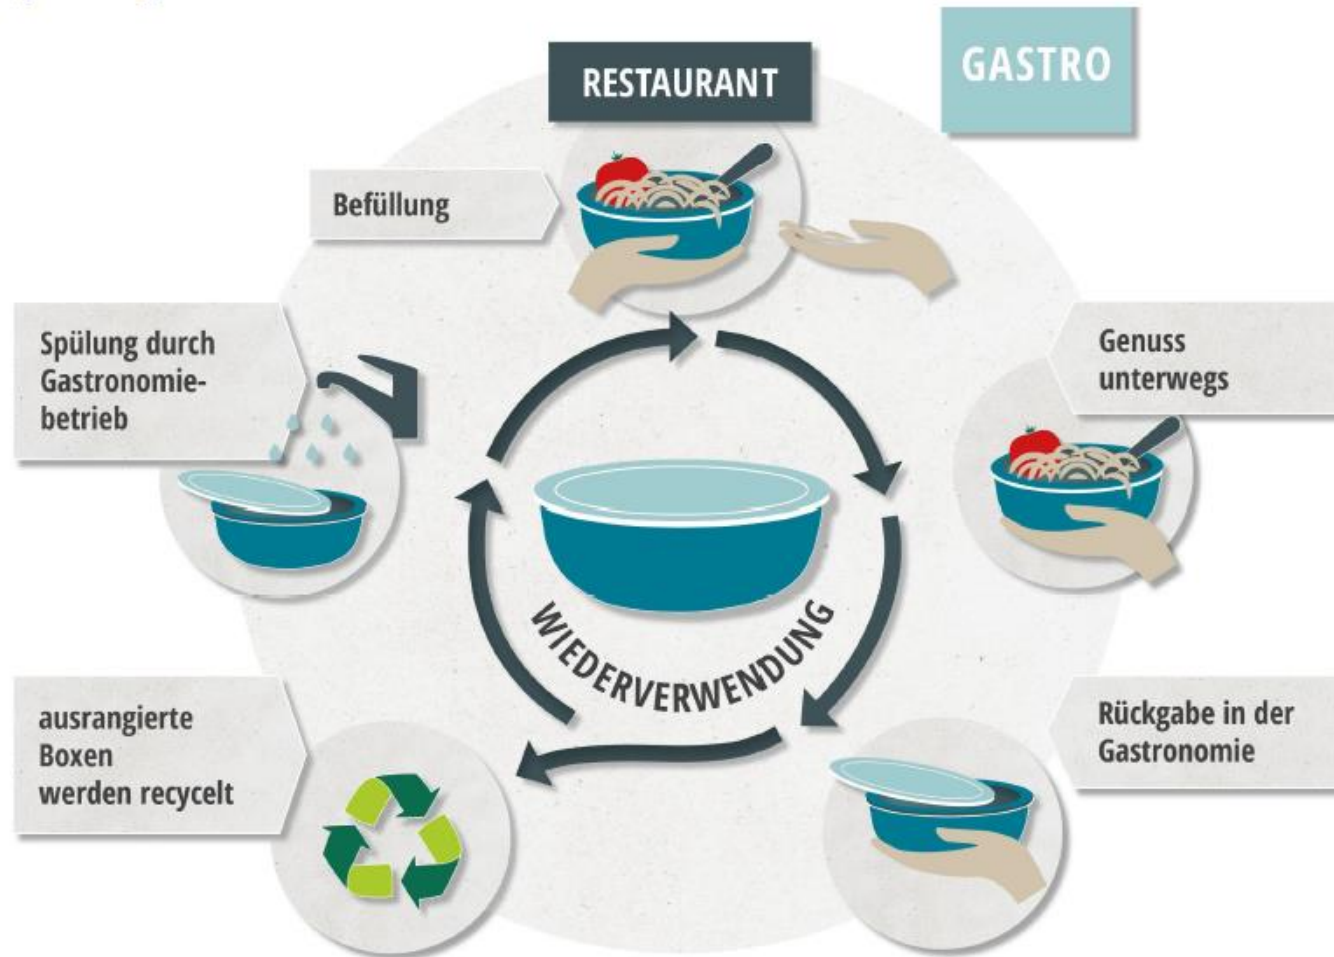 RESTAURANT
GASTRO
Befüllung
Spülung durch
Gastronomie-
betrieb
Genuss
unterwegs
WIEDERVERWENDUNG
ausrangierte
Boxen
werden recycelt
Rückgabe in der
Gastronomie